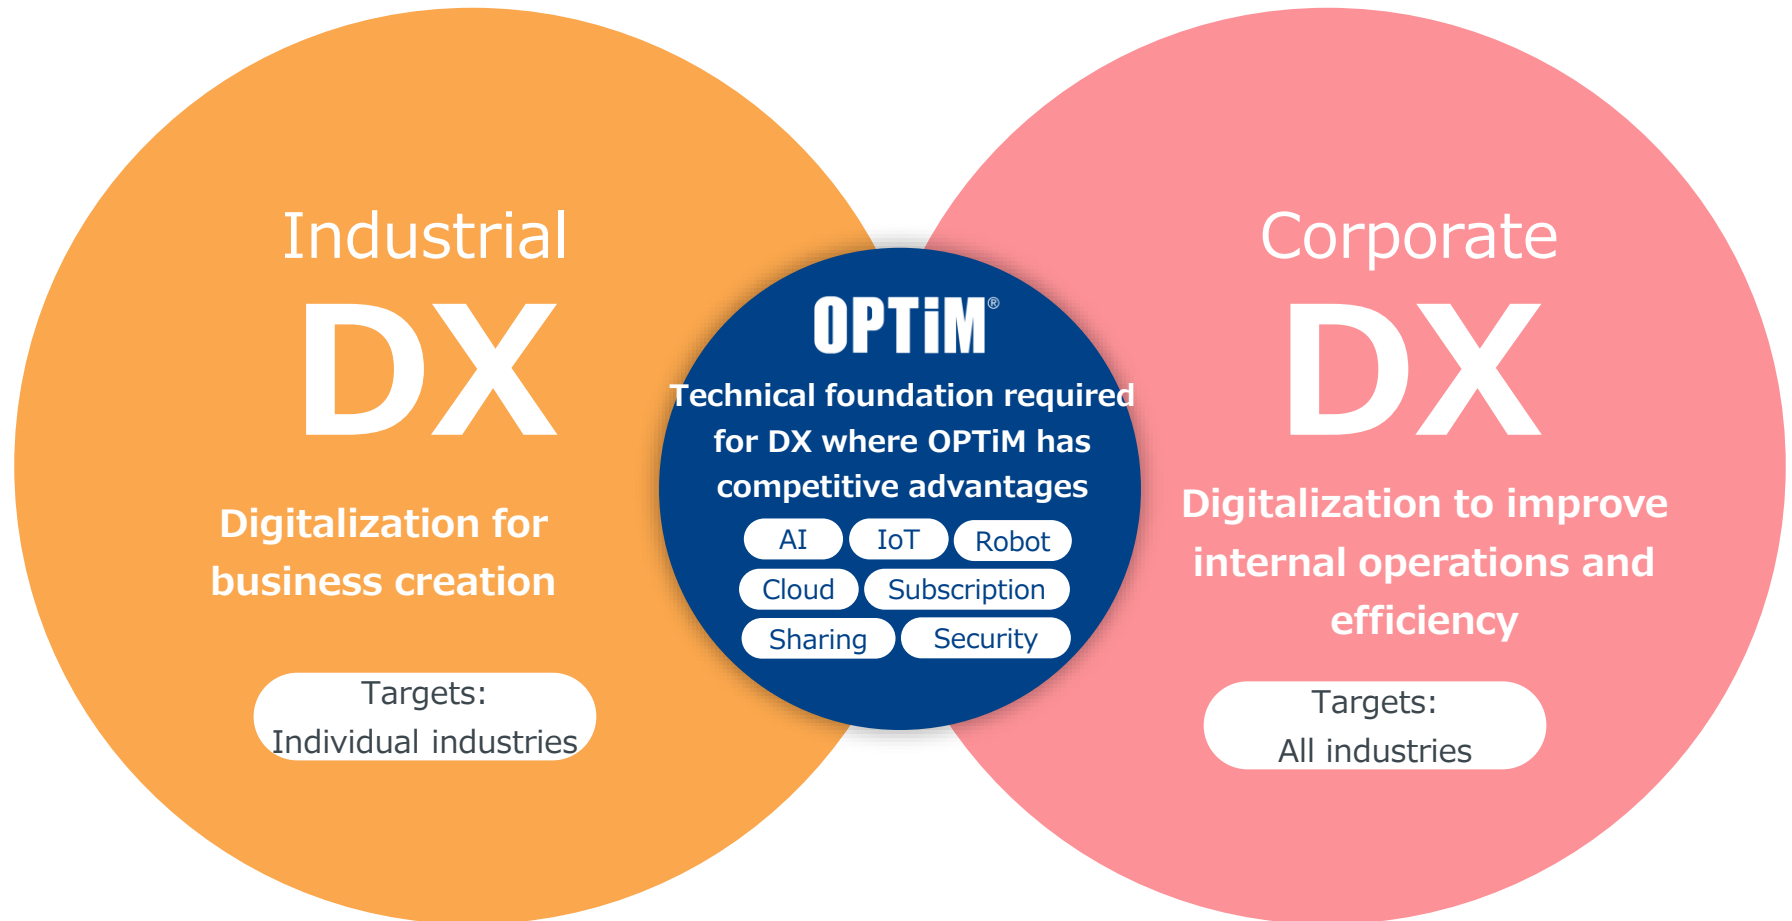 Industrial
DX
Digitalization for
business creation
Targets:
Individual industries
OPTiM®
Technical foundation required
for DX where OPTiM has
competitive advantages
AI IoT Robot
Cloud Subscription
Sharing Security
Corporate
DX
Digitalization to improve
internal operations and
efficiency
Targets:
All industries